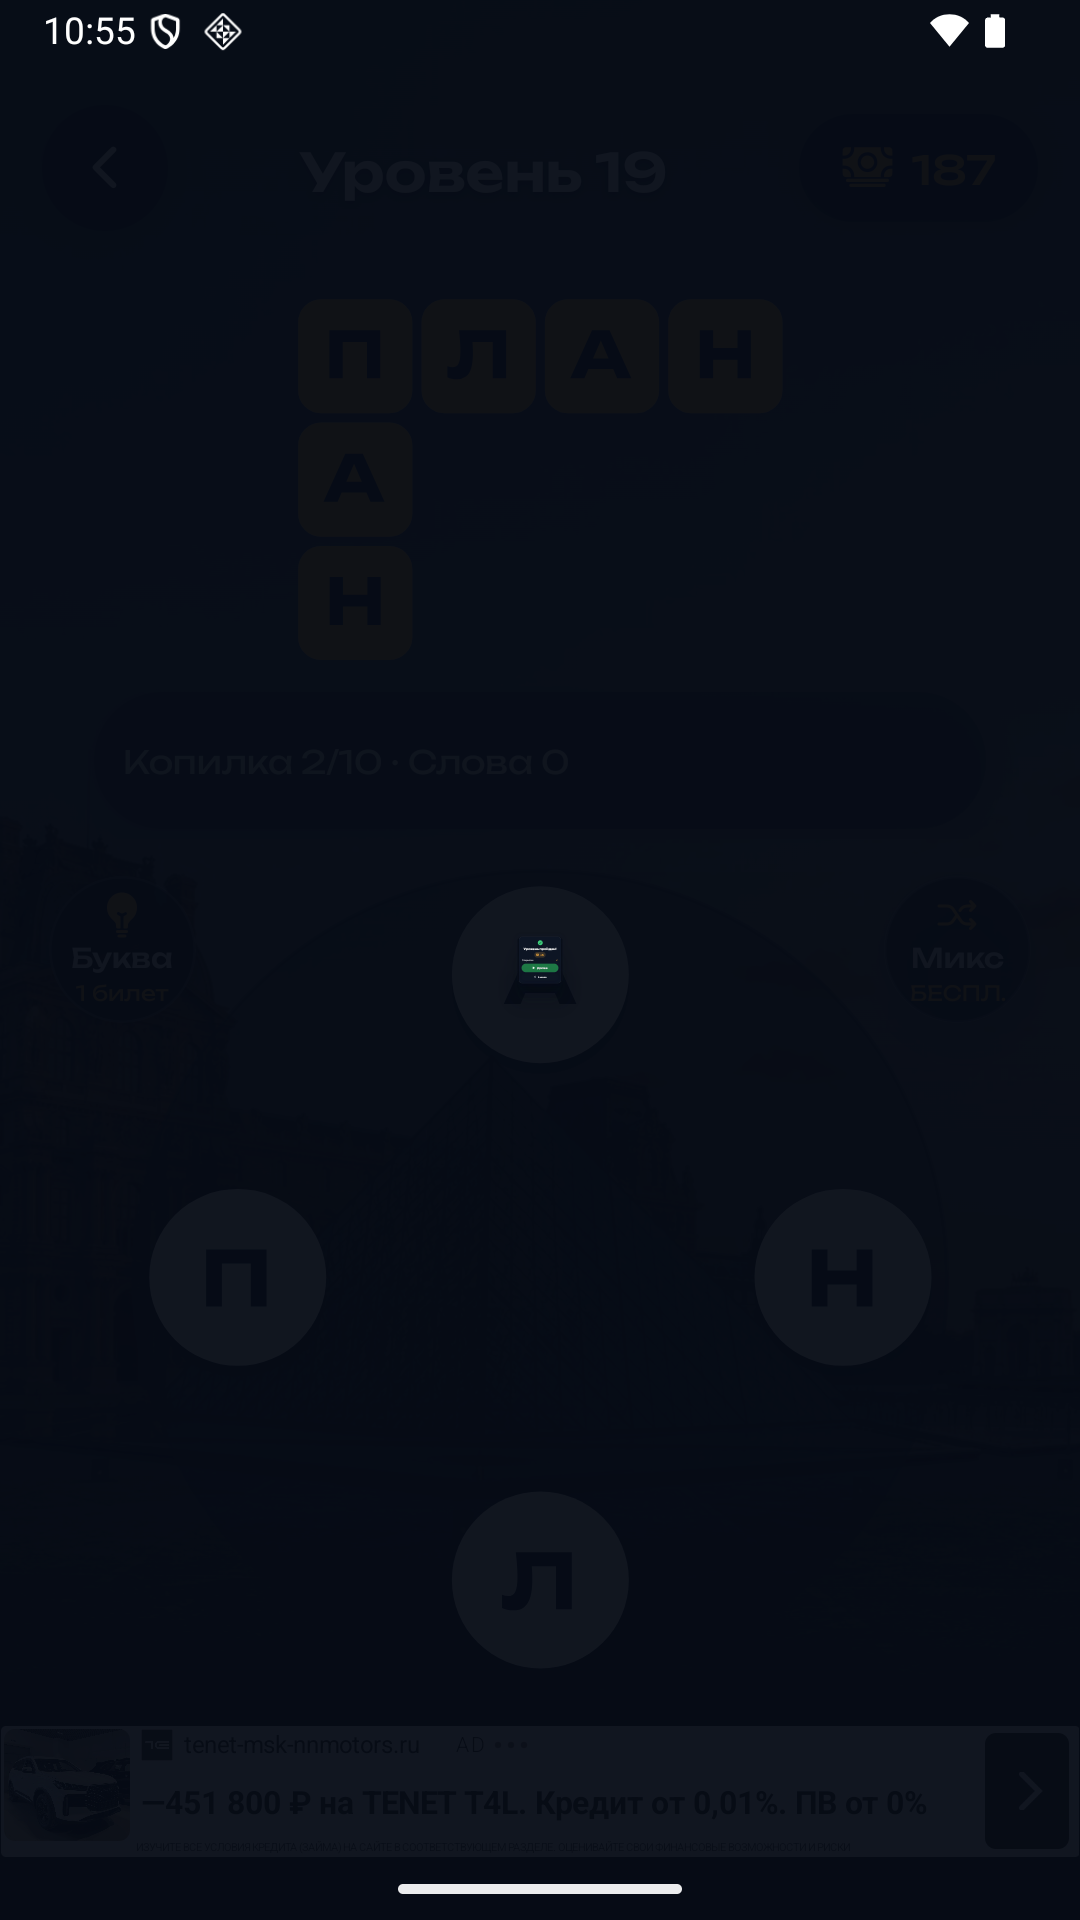 10:55
Уровень 19
187
П Л А Н
А
Н
Копилка 2/10 · Слова 0
Буква
1 билет
Микс
БЕСПЛ.
П
Н
Л
tenet-msk-nnmotors.ru AD
—451 800 ₽ на TENET T4L. Кредит от 0,01%. ПВ от 0%